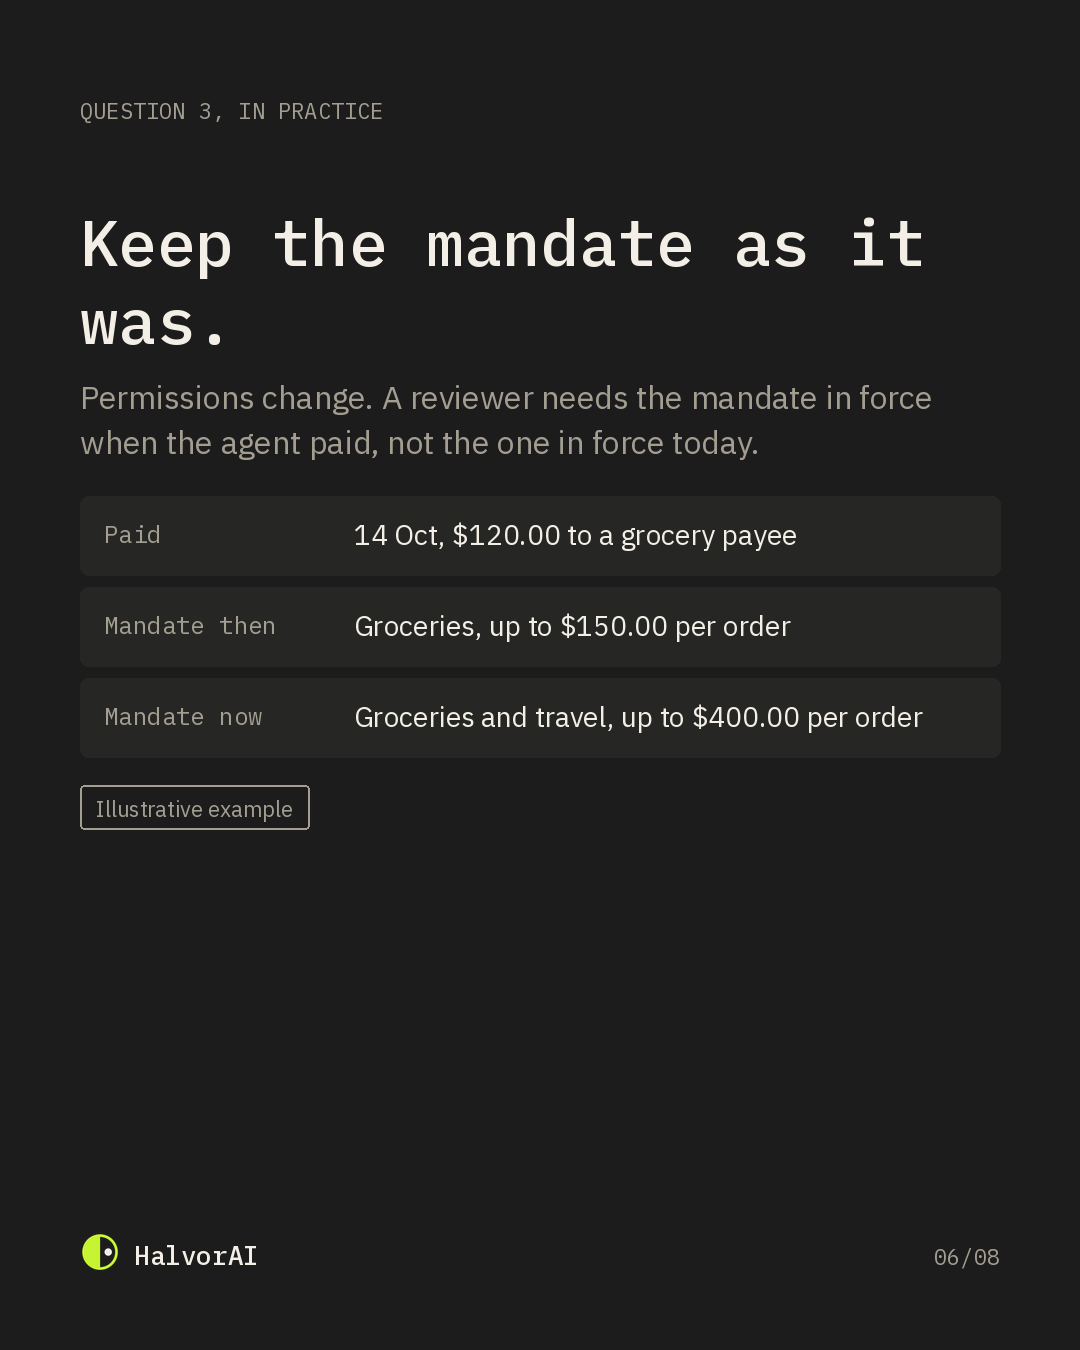 QUESTION 3, IN PRACTICE
Keep the mandate as it
was.
Permissions change. A reviewer needs the mandate in force
when the agent paid, not the one in force today.
Paid 14 Oct, $120.00 to a grocery payee
Mandate then Groceries, up to $150.00 per order
Mandate now Groceries and travel, up to $400.00 per order
Illustrative example
HalvorAI 06/08